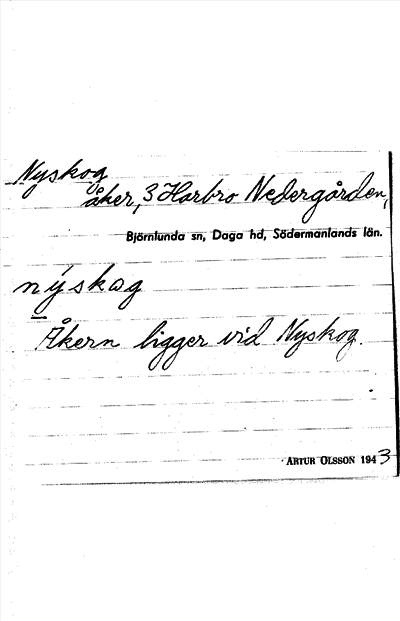 Nyskog
åker, 3 Harbro Nedergården,
Björnlunda sn, Daga hd, Södermanlands län.
nýskog
Åkern ligger vid Nyskog.
ARTUR OLSSON 1943